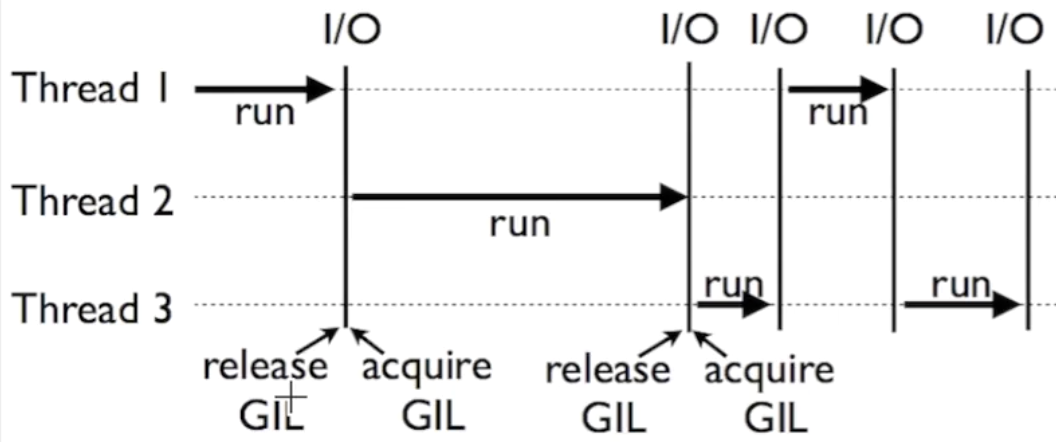 I/O I/O I/O I/O I/O
Thread 1
run run
Thread 2
run
Thread 3
run run
release acquire release acquire
GIL GIL GIL GIL